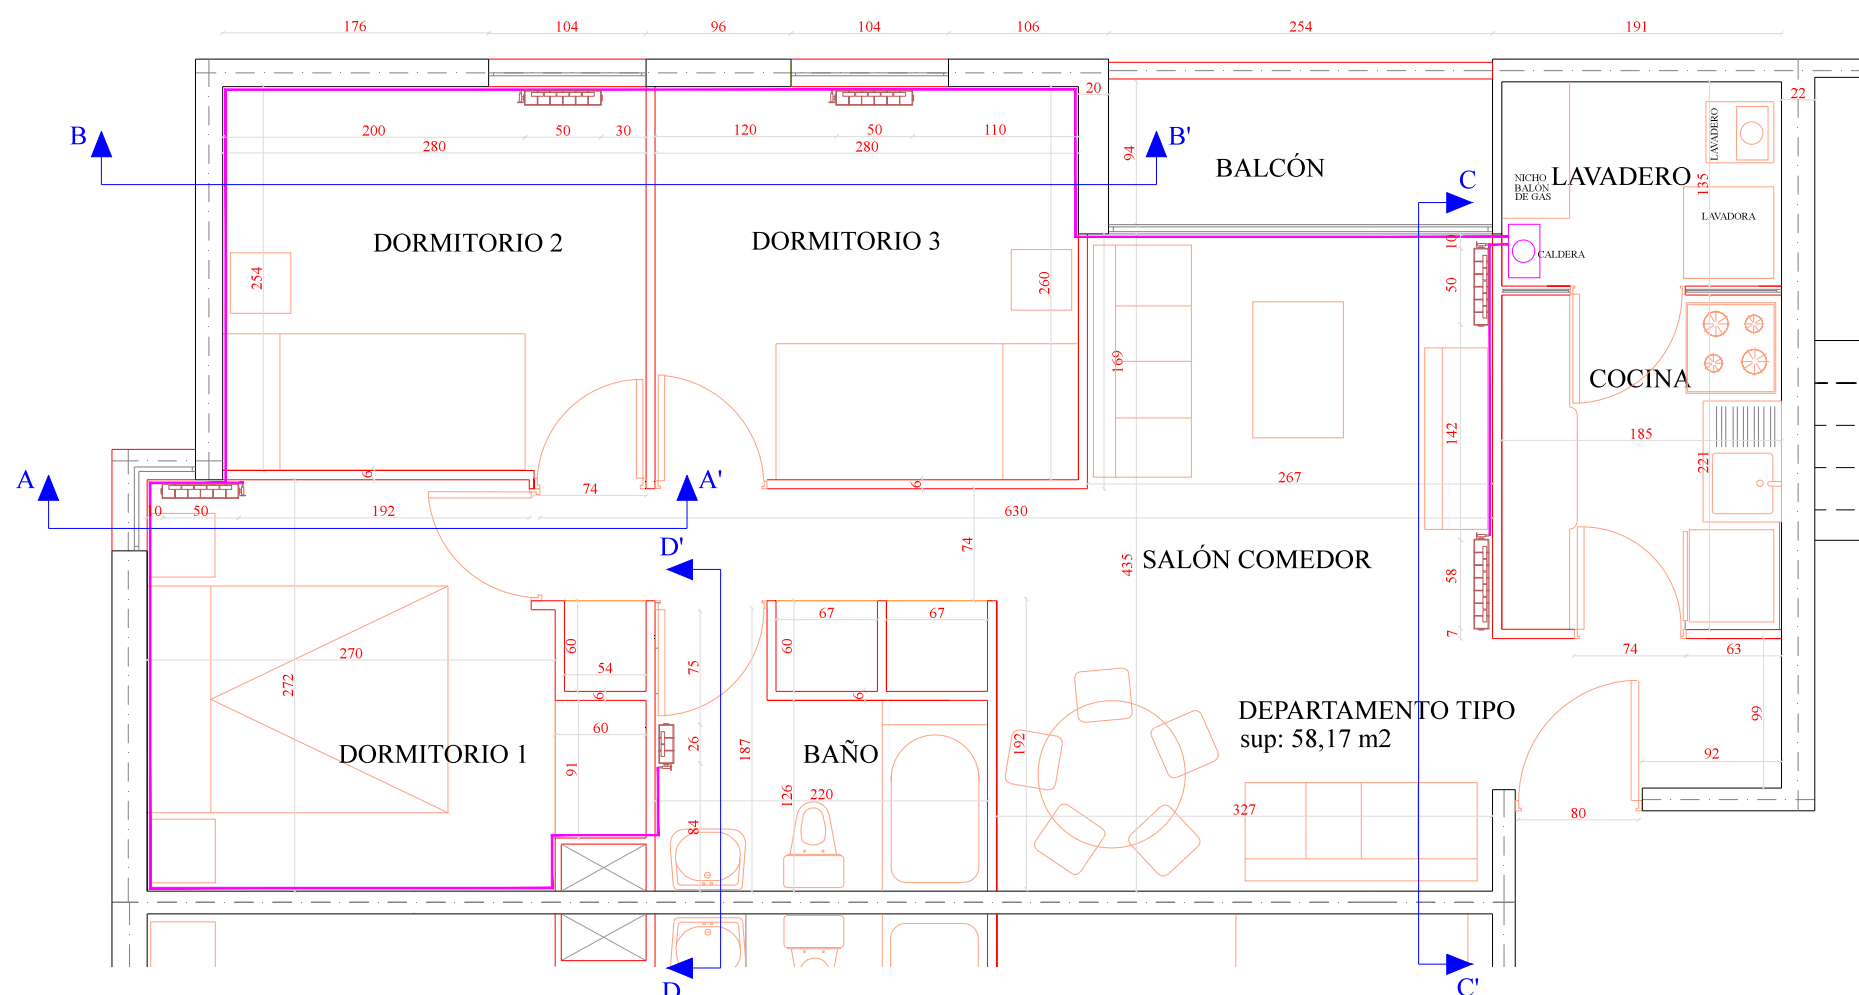 176
104
96
104
106
254
191
20
22
B
200
50
30
120
50
110
B'
280
280
94
BALCÓN
C
LAVADERO
NICHO
BALÓN
DE GAS
LAVADERO
135
LAVADORA
DORMITORIO 2
DORMITORIO 3
10
CALDERA
254
260
50
169
COCINA
142
185
221
A
6
74
6
A'
267
10
50
192
630
D'
74
435
SALÓN COMEDOR
58
67
67
7
60
60
74
63
270
54
75
272
6
6
DEPARTAMENTO TIPO
sup: 58,17 m2
99
60
26
187
192
DORMITORIO 1
BAÑO
92
91
126
220
327
80
84
D
C'